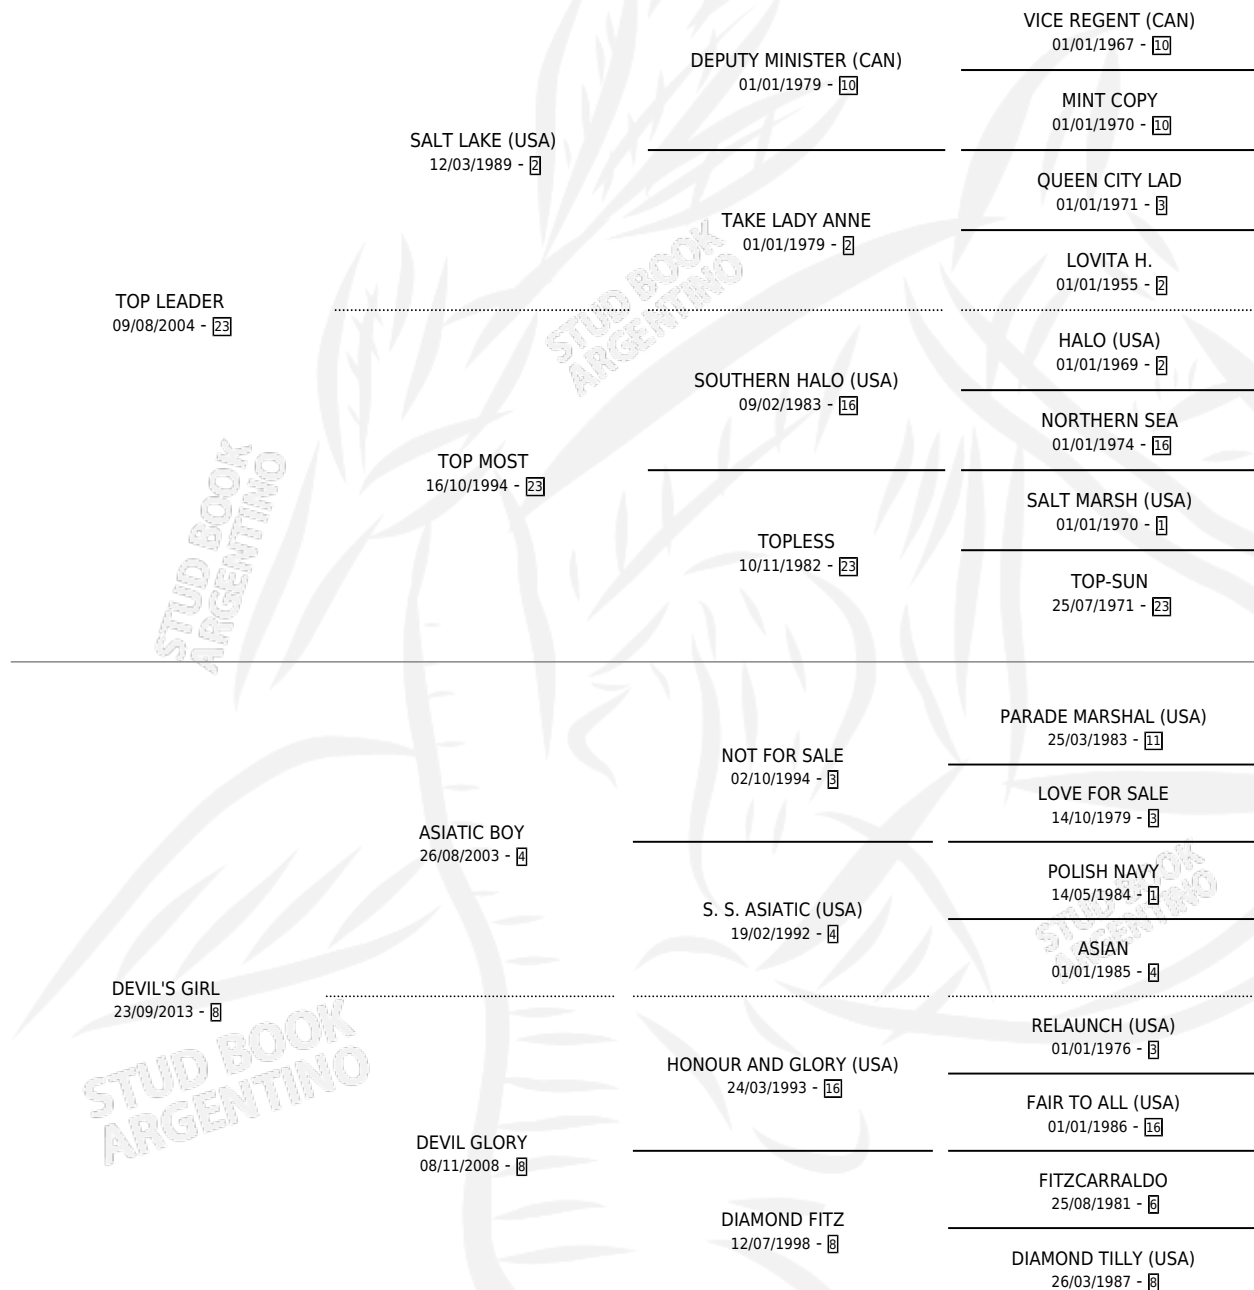 VICE REGENT (CAN)
01/01/1967 - 10
DEPUTY MINISTER (CAN)
01/01/1979 - 10
MINT COPY
01/01/1970 - 10
SALT LAKE (USA)
12/03/1989 - 2
QUEEN CITY LAD
01/01/1971 - 3
TAKE LADY ANNE
01/01/1979 - 2
LOVITA H.
01/01/1955 - 2
TOP LEADER
09/08/2004 - 23
HALO (USA)
01/01/1969 - 2
SOUTHERN HALO (USA)
09/02/1983 - 16
NORTHERN SEA
01/01/1974 - 16
TOP MOST
16/10/1994 - 23
SALT MARSH (USA)
01/01/1970 - 1
TOPLESS
10/11/1982 - 23
TOP-SUN
25/07/1971 - 23
PARADE MARSHAL (USA)
25/03/1983 - 11
NOT FOR SALE
02/10/1994 - 3
LOVE FOR SALE
14/10/1979 - 3
ASIATIC BOY
26/08/2003 - 4
POLISH NAVY
14/05/1984 - 1
S. S. ASIATIC (USA)
19/02/1992 - 4
ASIAN
01/01/1985 - 4
DEVIL'S GIRL
23/09/2013 - 8
RELAUNCH (USA)
01/01/1976 - 3
HONOUR AND GLORY (USA)
24/03/1993 - 16
FAIR TO ALL (USA)
01/01/1986 - 16
DEVIL GLORY
08/11/2008 - 8
FITZCARRALDO
25/08/1981 - 6
DIAMOND FITZ
12/07/1998 - 8
DIAMOND TILLY (USA)
26/03/1987 - 8
STUD BOOK
ARGENTINO
STUD BOOK
ARGENTINO
STUD BOOK
ARGENTINO
STUD BOOK
ARGENTINO